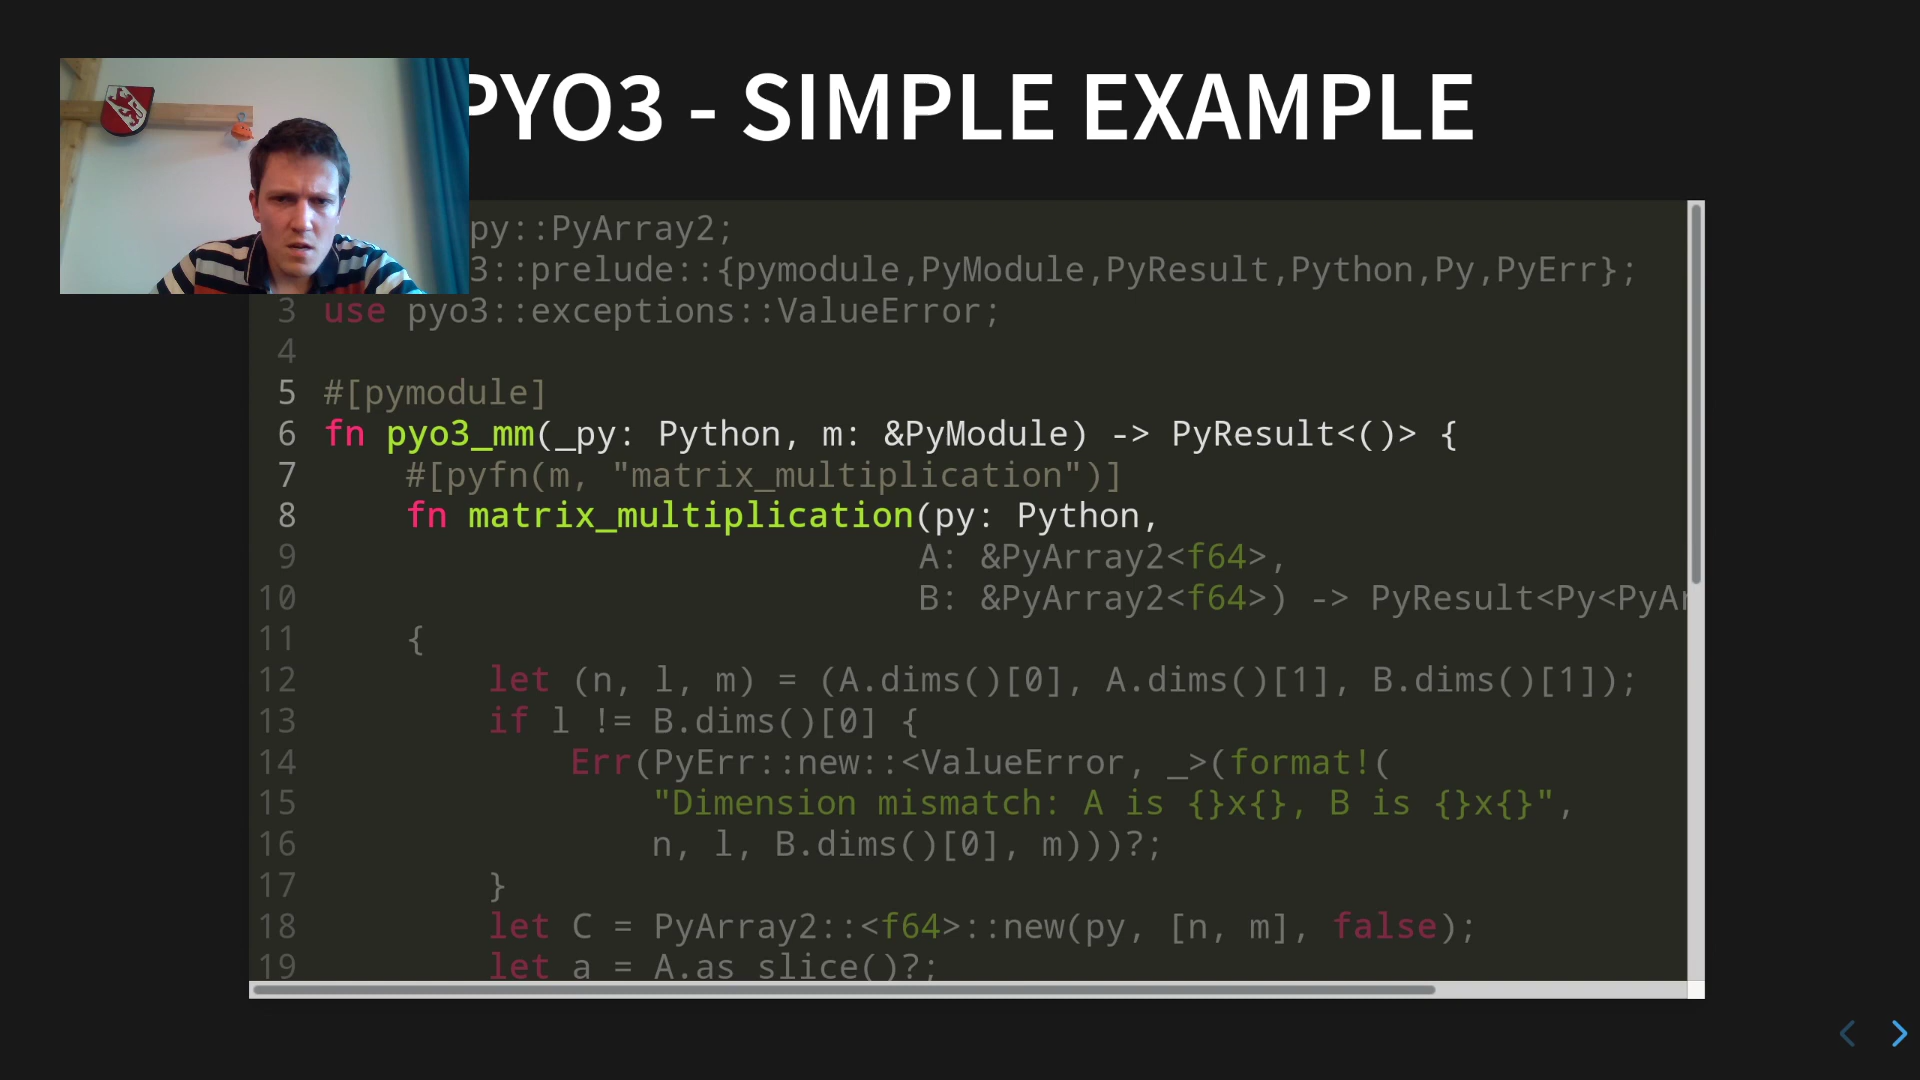 PYO3 - SIMPLE EXAMPLE
py::PyArray2;
3::prelude::{pymodule,PyModule,PyResult,Python,Py,PyErr};
3 use pyo3::exceptions::ValueError;
4
5 #[pymodule]
6 fn pyo3_mm(_py: Python, m: &PyModule) -> PyResult<()> {
7 #[pyfn(m, "matrix_multiplication")]
8 fn matrix_multiplication(py: Python,
9 A: &PyArray2<f64>,
10 B: &PyArray2<f64>) -> PyResult<Py<PyAr
11 {
12 let (n, l, m) = (A.dims()[0], A.dims()[1], B.dims()[1]);
13 if l != B.dims()[0] {
14 Err(PyErr::new::<ValueError, _>(format!(
15 "Dimension mismatch: A is {}x{}, B is {}x{}",
16 n, l, B.dims()[0], m)))?;
17 }
18 let C = PyArray2::<f64>::new(py, [n, m], false);
19 let a = A.as_slice()?;